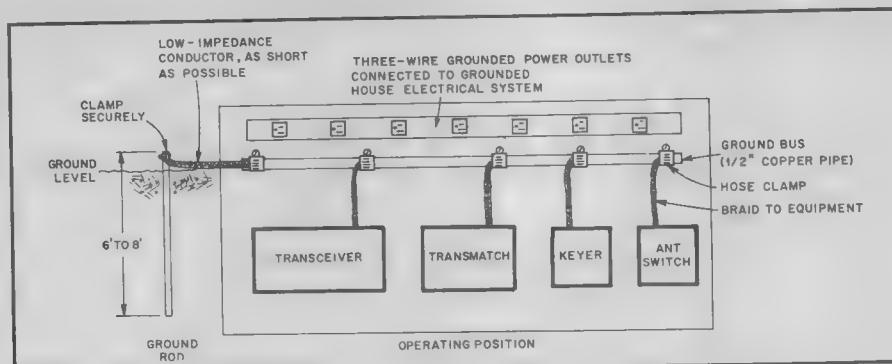 LOW-IMPEDANCE
CONDUCTOR, AS SHORT
AS POSSIBLE
THREE-WIRE GROUNDED POWER OUTLETS
CONNECTED TO GROUNDED
HOUSE ELECTRICAL SYSTEM
CLAMP
SECURELY
GROUND
LEVEL
GROUND BUS
(1/2" COPPER PIPE)
HOSE CLAMP
BRAID TO EQUIPMENT
6' TO 8'
TRANSCEIVER
TRANSMATCH
KEYER
ANT
SWITCH
GROUND
ROD
OPERATING POSITION